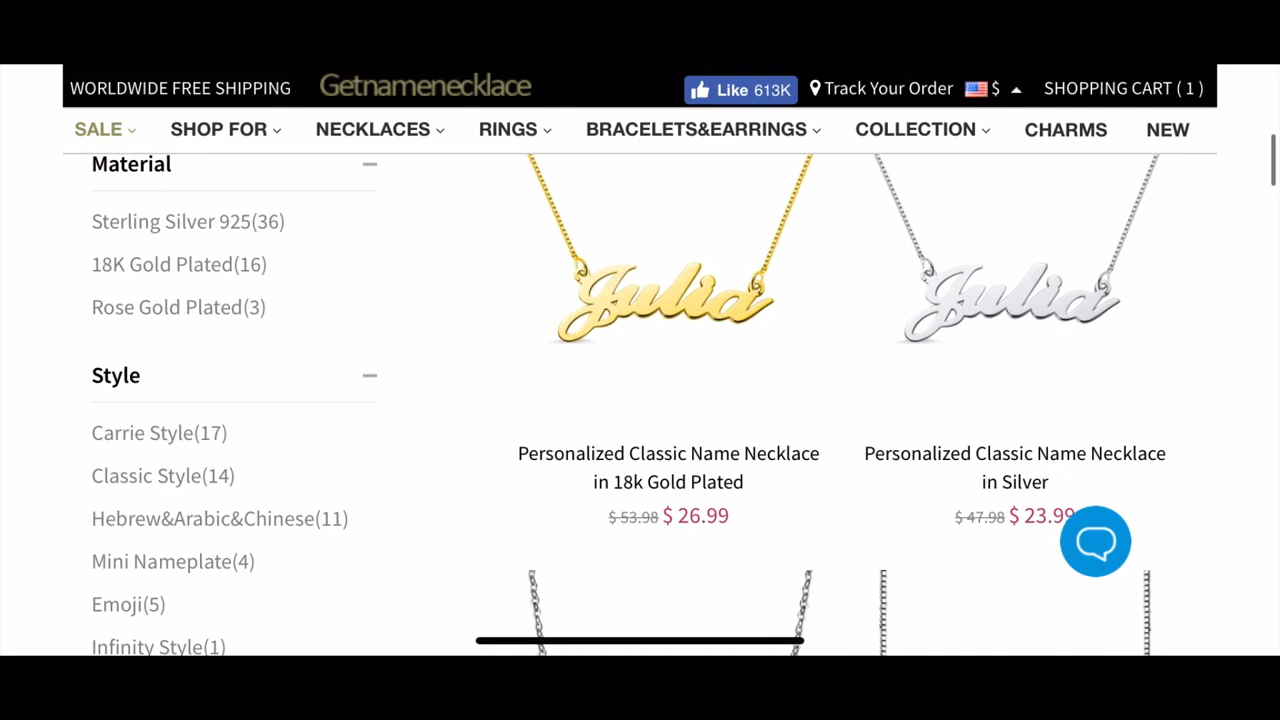 WORLDWIDE FREE SHIPPING Getnamenecklace Like 613K Track Your Order $ SHOPPING CART ( 1 )
SALE SHOP FOR NECKLACES RINGS BRACELETS&EARRINGS COLLECTION CHARMS NEW
Material
Sterling Silver 925(36)
18K Gold Plated(16)
Rose Gold Plated(3)
Style
Carrie Style(17)
Classic Style(14)
Hebrew&Arabic&Chinese(11)
Mini Nameplate(4)
Emoji(5)
Infinity Style(1)
Julia
Personalized Classic Name Necklace
in 18k Gold Plated
$ 53.98 $ 26.99
Julia
Personalized Classic Name Necklace
in Silver
$ 47.98 $ 23.99